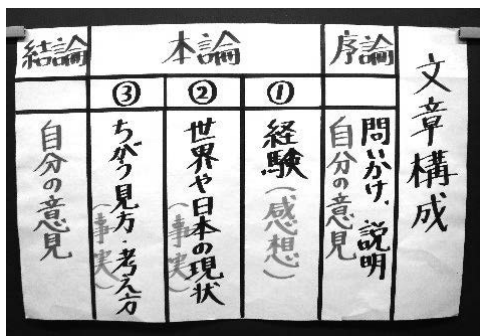 文章構成
序論
問いかけ、説明
自分の意見
本論
①
経験
(感想)
②
世界や日本の現状
(事実)
③
ちがう見方・考え方
(事実)
結論
自分の意見